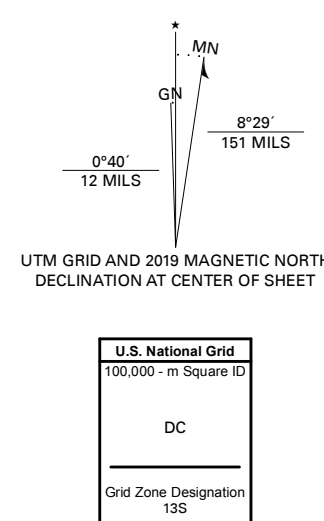 ★
MN
GN
8°29´
151 MILS
0°40´
12 MILS
UTM GRID AND 2019 MAGNETIC NORTH
DECLINATION AT CENTER OF SHEET
U.S. National Grid
100,000 - m Square ID
DC
Grid Zone Designation
13S